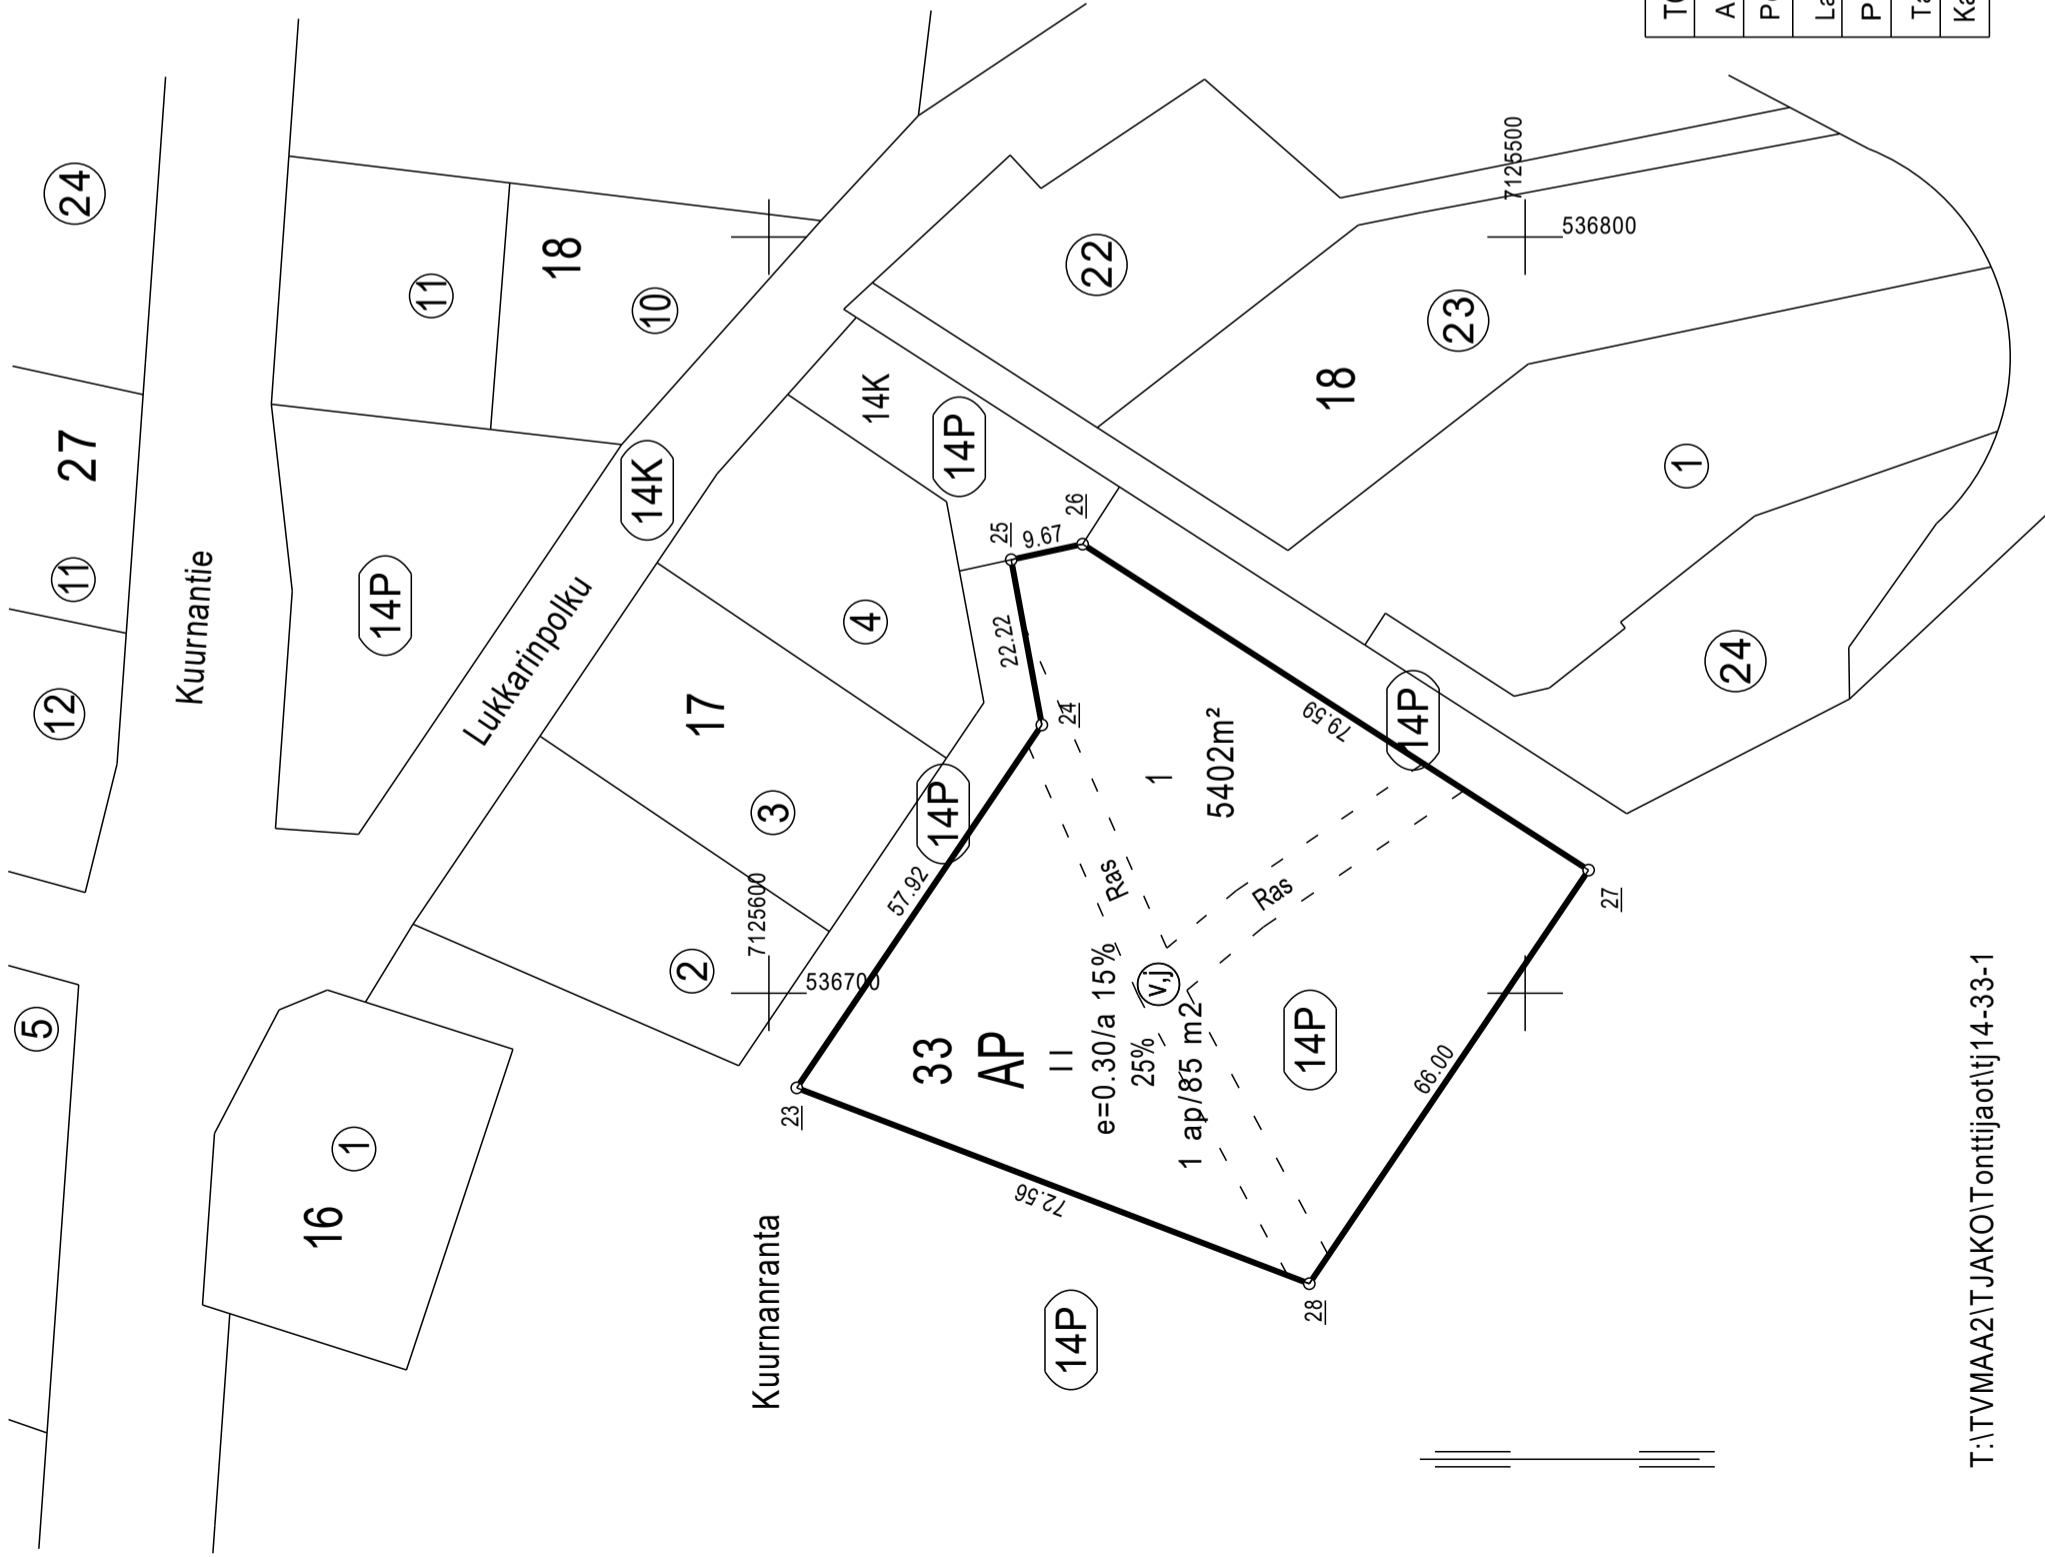 24
27
11
12
5
Kuurnantie
11
18
10
14P
14K
Lukkarinpolku
14K
14P
17
4
3
2
14P
16
1
22
23
18
1
24
7125500
536800
7125600
536700
25
26
9.67
22.22
24
79.59
14P
57.92
1
5402m²
Ras
Ras
v,j
33
AP
II
e=0.30/a 15%
25%
1 ap/85 m2
14P
23
72.56
66.00
27
28
Kuurnanranta
14P
T:\TVMAA2\TJAKO\Tonttijaot\tj14-33-1